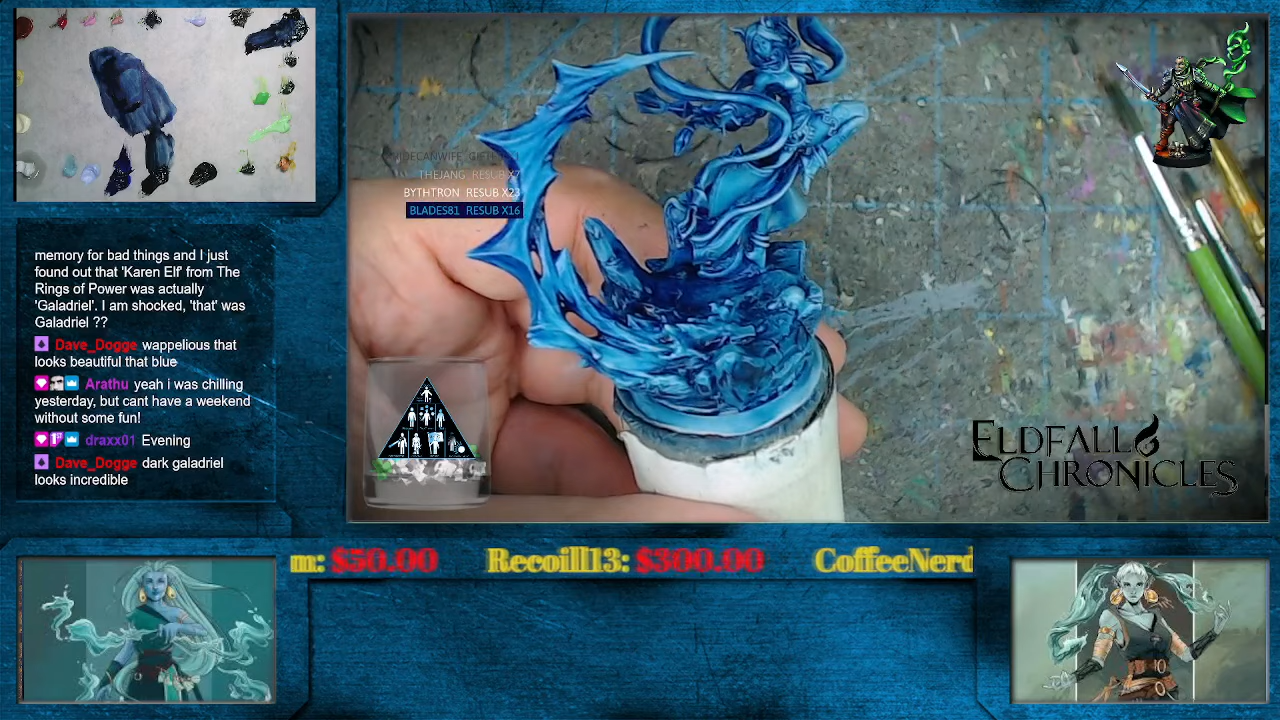 memory for bad things and I just
found out that 'Karen Elf' from The
Rings of Power was actually
'Galadriel'. I am shocked, 'that' was
Galadriel ??
Dave_Dogge wappelious that
looks beautiful that blue
Arathu yeah i was chilling
yesterday, but cant have a weekend
without some fun!
draxx01 Evening
Dave_Dogge dark galadriel
looks incredible
THEJANG RESUB X7
BYTHTRON RESUB X23
BLADES81 RESUB X16
ELDFALL
CHRONICLES
m: $50.00 Recoill13: $300.00 CoffeeNerd